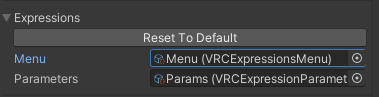 Expressions
Reset To Default
Menu Menu (VRCExpressionsMenu)
Parameters Params (VRCExpressionParamet